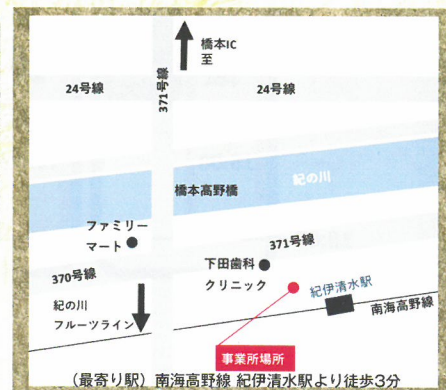 橋本IC
至
371号線
24号線
24号線
紀の川
橋本高野橋
ファミリー
マート
371号線
下田歯科
クリニック
370号線
紀の川
フルーツライン
紀伊清水駅
南海高野線
事業所場所
(最寄り駅) 南海高野線 紀伊清水駅より徒歩3分